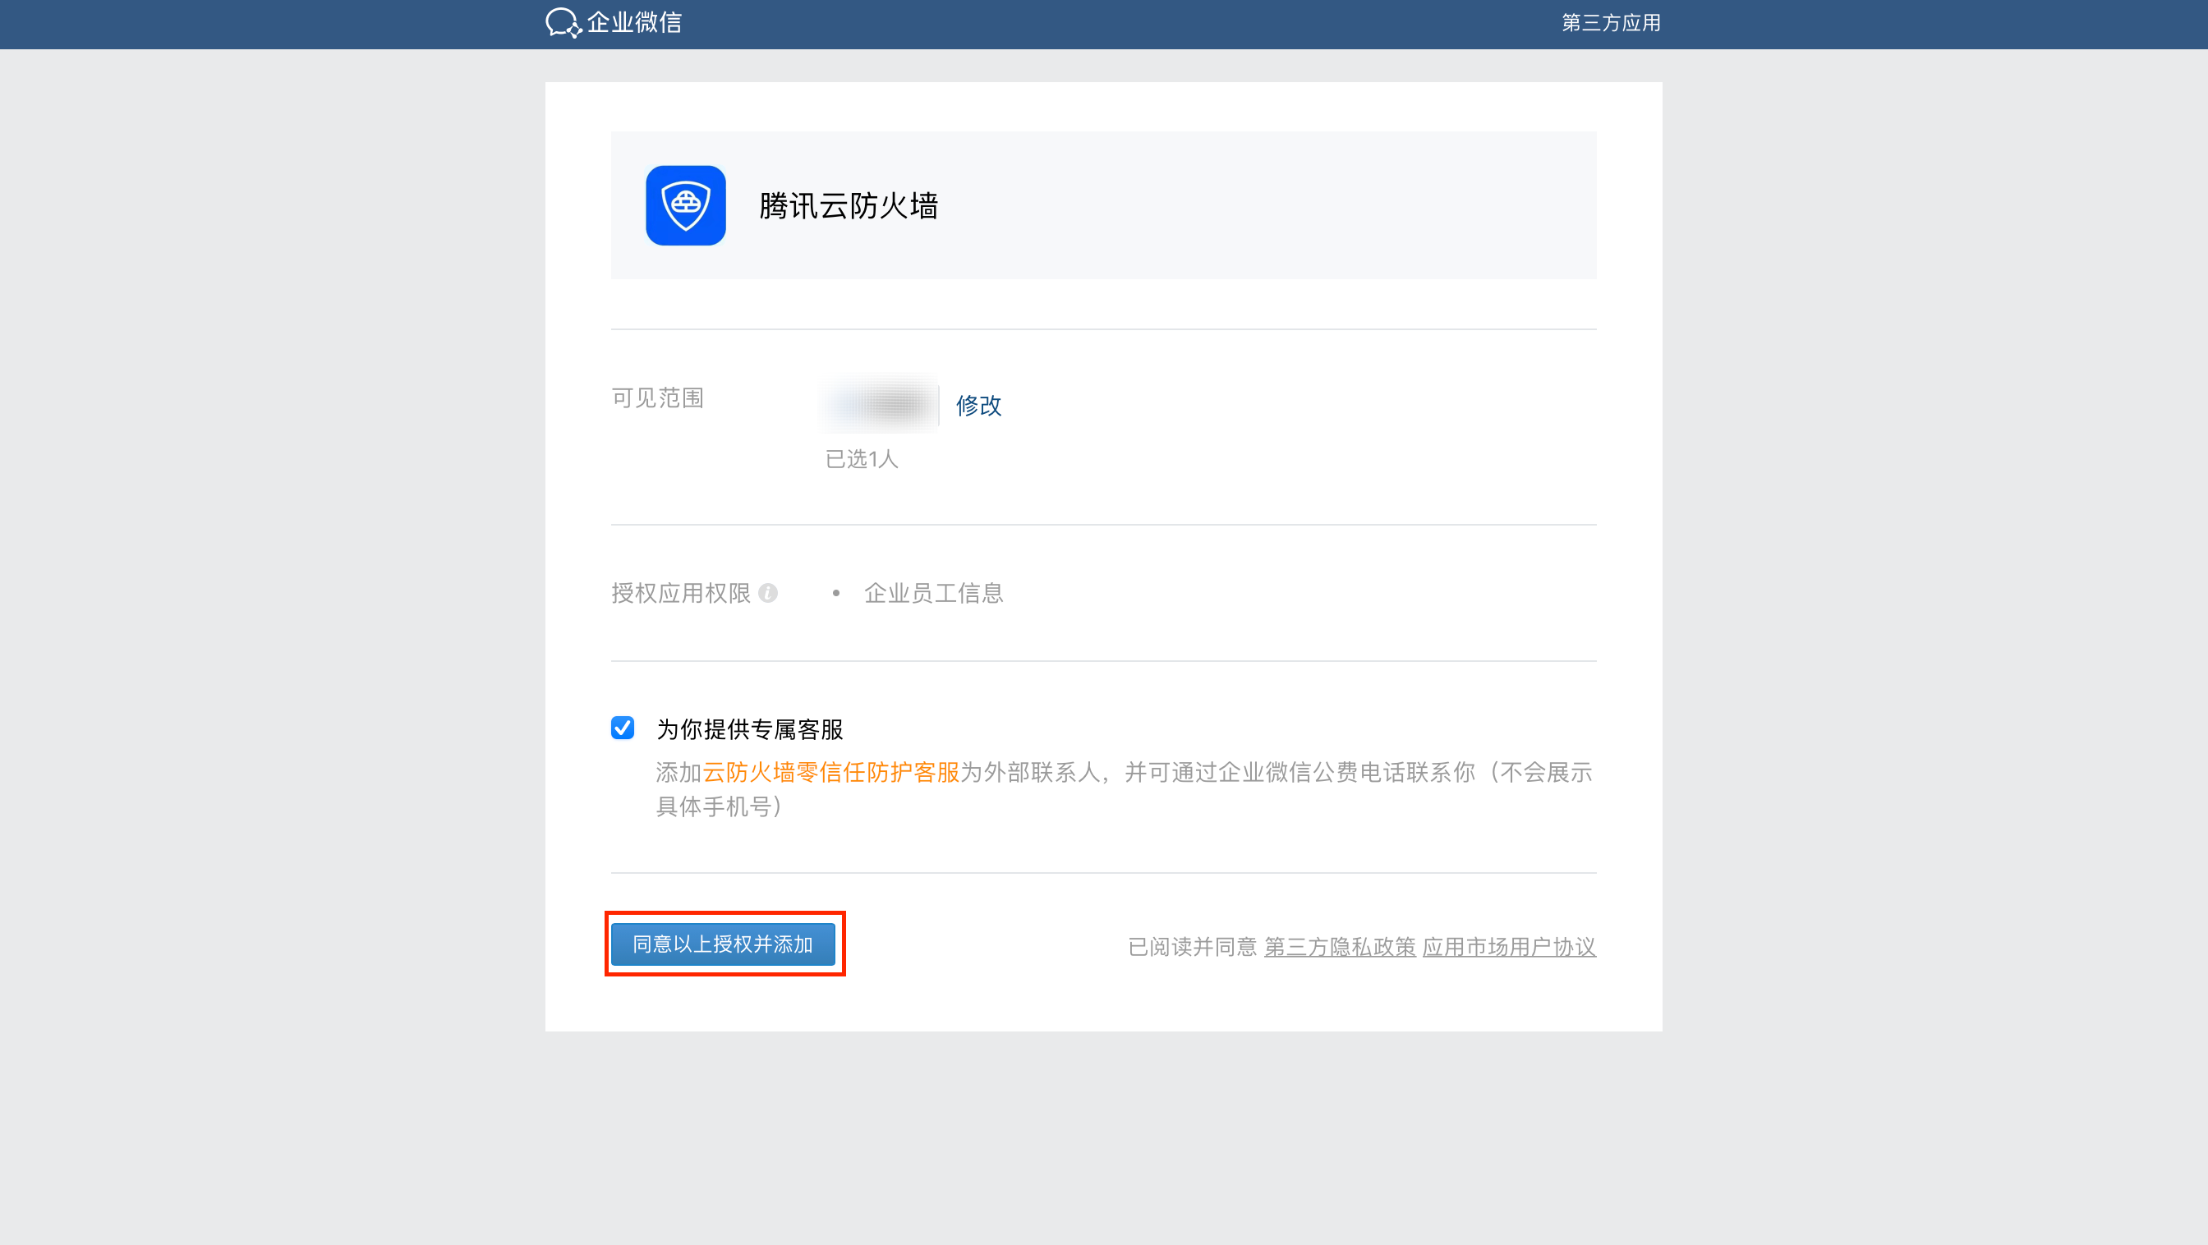 企业微信
第三方应用
腾讯云防火墙
可见范围
修改
已选1人
授权应用权限
• 企业员工信息
为你提供专属客服
添加云防火墙零信任防护客服为外部联系人，并可通过企业微信公费电话联系你（不会展示
具体手机号）
同意以上授权并添加
已阅读并同意 第三方隐私政策 应用市场用户协议